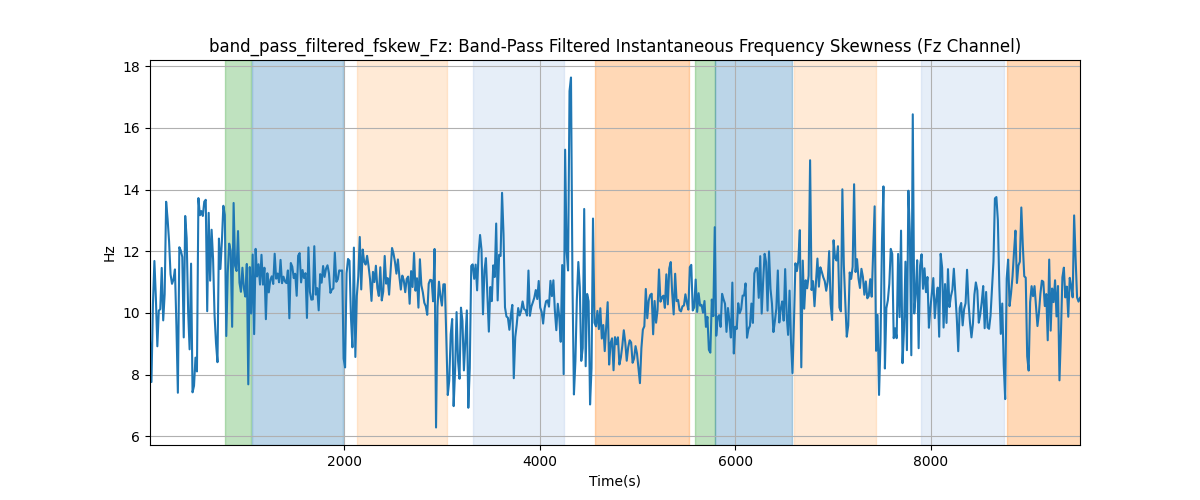 band_pass_filtered_fskew_Fz: Band-Pass Filtered Instantaneous Frequency Skewness (Fz Channel)
18
16
14
12
10
8
6
Hz
2000 4000 6000 8000
Time(s)